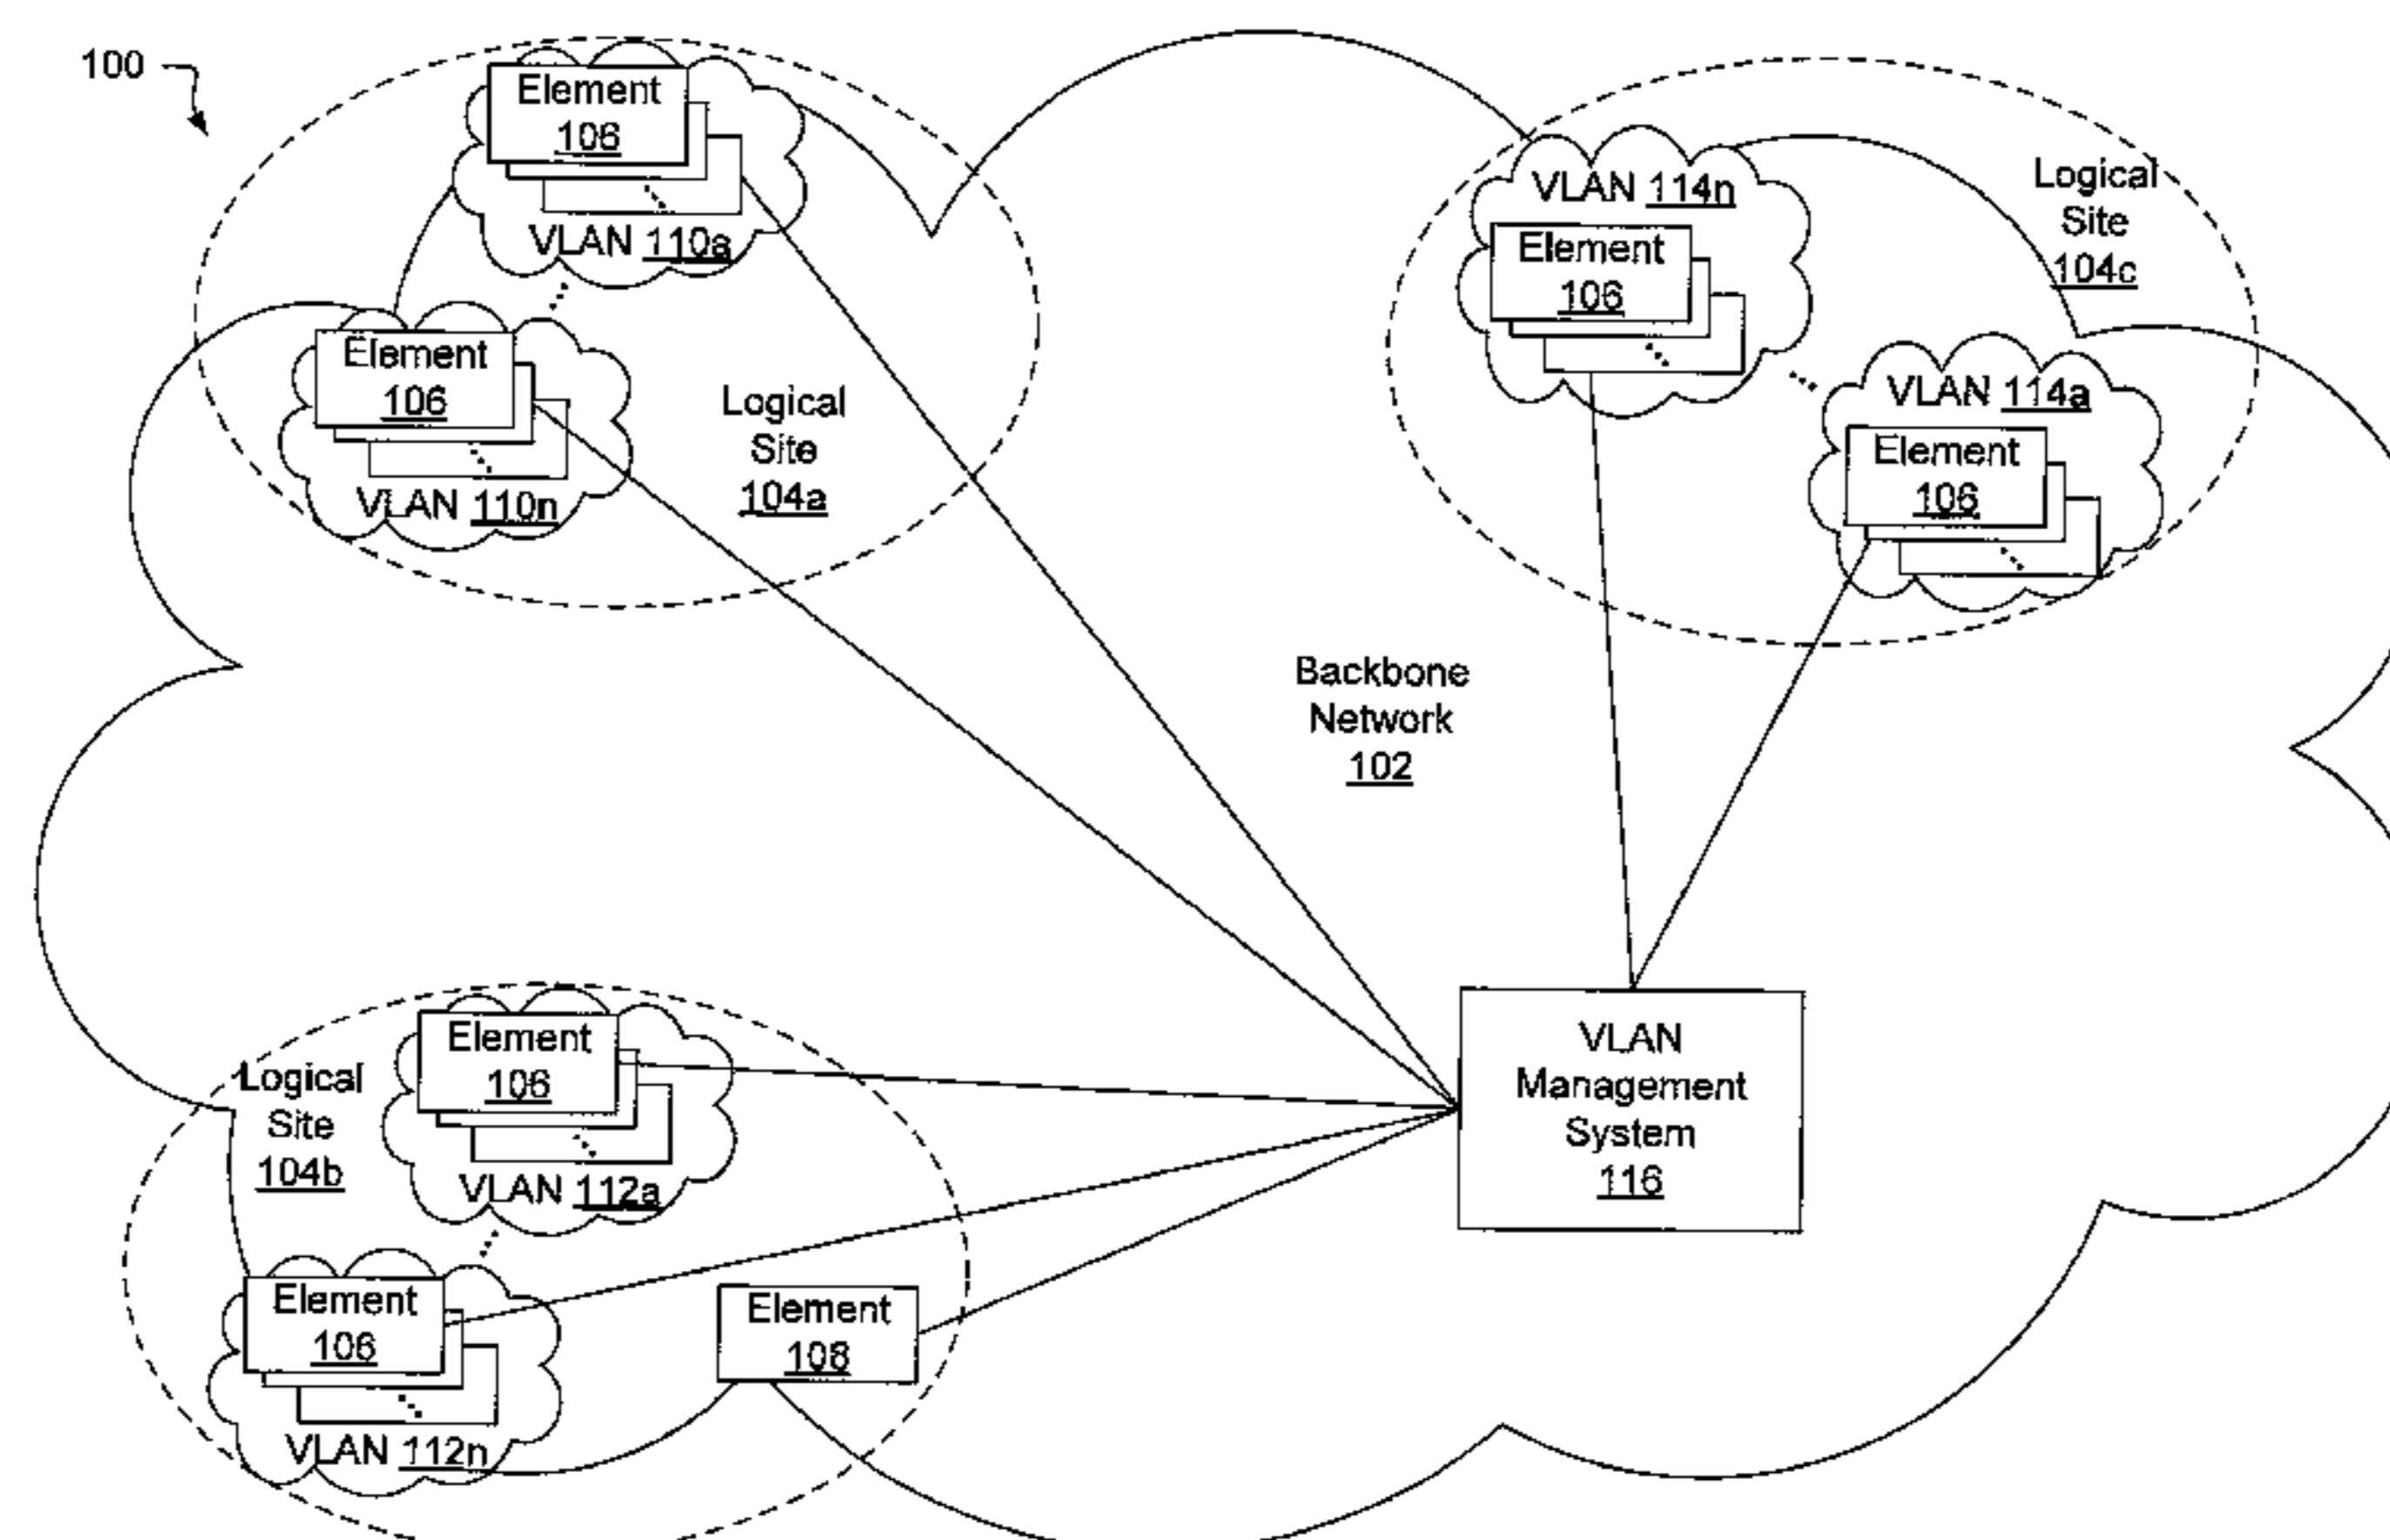 100
Element
106
VLAN 110a
Element
106
VLAN 110n
Logical
Site
104a
VLAN 114n
Element
106
Logical
Site
104c
VLAN 114a
Element
106
Backbone
Network
102
Logical
Site
104b
Element
106
VLAN 112a
Element
106
VLAN 112n
Element
108
VLAN
Management
System
116